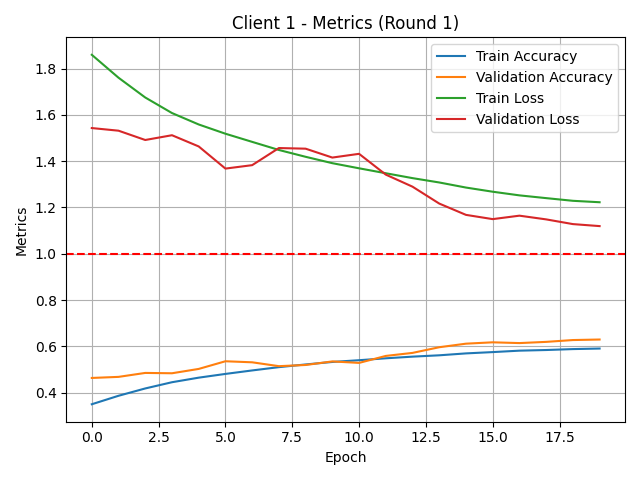 Client 1 - Metrics (Round 1)
Train Accuracy
Validation Accuracy
Train Loss
Validation Loss
Metrics
1.8
1.6
1.4
1.2
1.0
0.8
0.6
0.4
0.0 2.5 5.0 7.5 10.0 12.5 15.0 17.5
Epoch